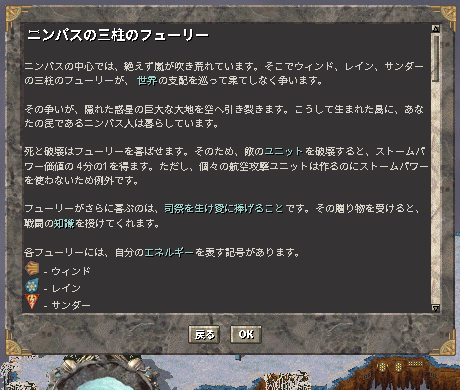 ニンバスの三柱のフューリー
ニンバスの中心では、絶えず嵐が吹き荒れています。そこでウィンド、レイン、サンダー
の三柱のフューリーが、 世界の支配を巡って果てしなく争います。
その争いが、隠れた惑星の巨大な大地を空へ引き裂きます。こうして生まれた島に、あな
たの民であるニンバス人は暮らしています。
死と破壊はフューリーを喜ばせます。そのため、敵のユニットを破壊すると、ストームパ
ワー価値の 4分の1を得ます。ただし、個々の航空攻撃ユニットは作るのにストームパワー
を使わないため例外です。
フューリーがさらに喜ぶのは、司祭を生け贄に捧げることです。その贈り物を受けると、
戦闘の知識を授けてくれます。
各フューリーには、自分のエネルギーを表す記号があります。
- ウィンド
- レイン
- サンダー
戻る OK